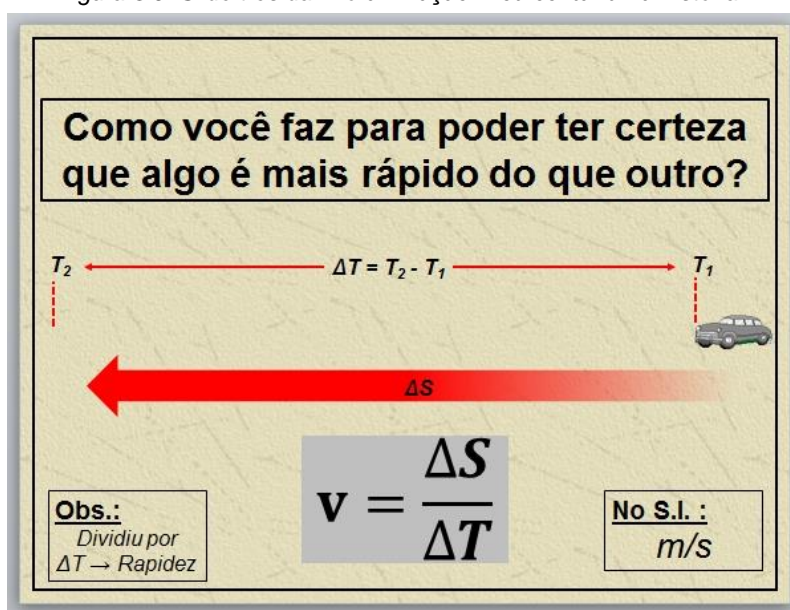 Como você faz para poder ter certeza
que algo é mais rápido do que outro?
T₂ ΔT = T₂ - T₁ T₁
ΔS
v = ΔS/ΔT
Obs.:
Dividiu por
ΔT → Rapidez
No S.I. :
m/s